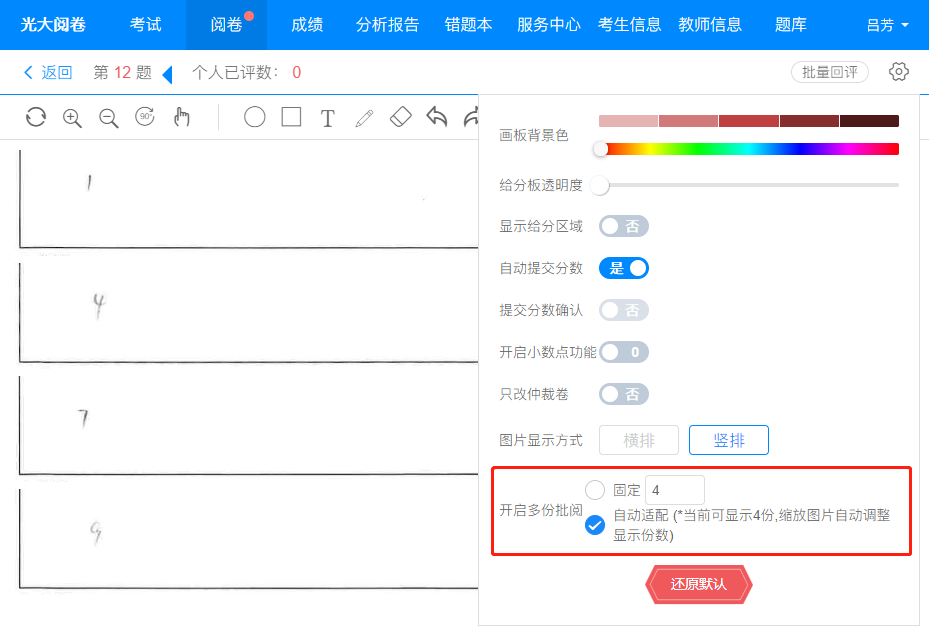 光大阅卷 考试 阅卷 成绩 分析报告 错题本 服务中心 考生信息 教师信息 题库 吕芳
返回 第 12 题 个人已评数: 0 批量回评
90° T
画板背景色
给分板透明度
显示给分区域 否
自动提交分数 是
提交分数确认 否
开启小数点功能 0
只改仲裁卷 否
图片显示方式 横排 竖排
开启多份批阅 固定 4
自动适配 (*当前可显示4份,缩放图片自动调整
显示份数)
还原默认
1
4
7
9